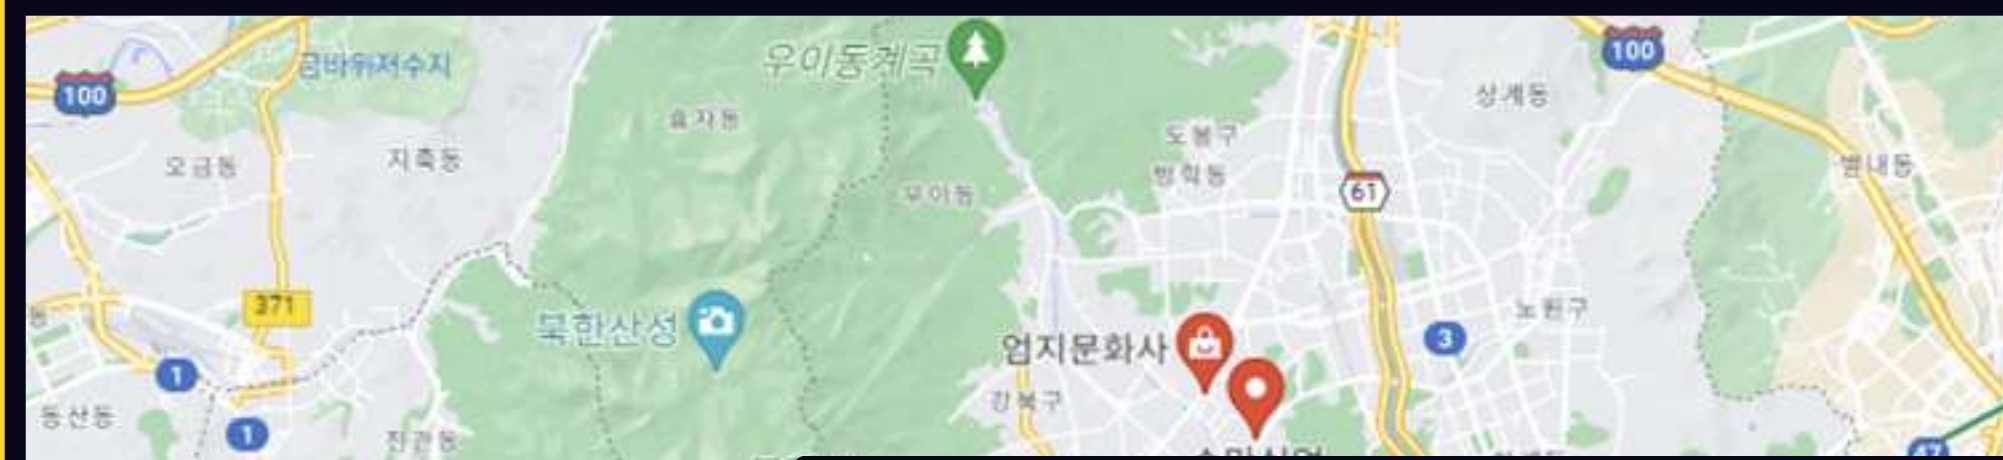 우이동계곡
100
100
곰바위저수지
상계동
효자동
도봉구
지축동
오금동
별내동
방학동
61
우이동
371
노원구
북한산성
3
엄지문화사
1
강북구
동산동
1
진관동
47